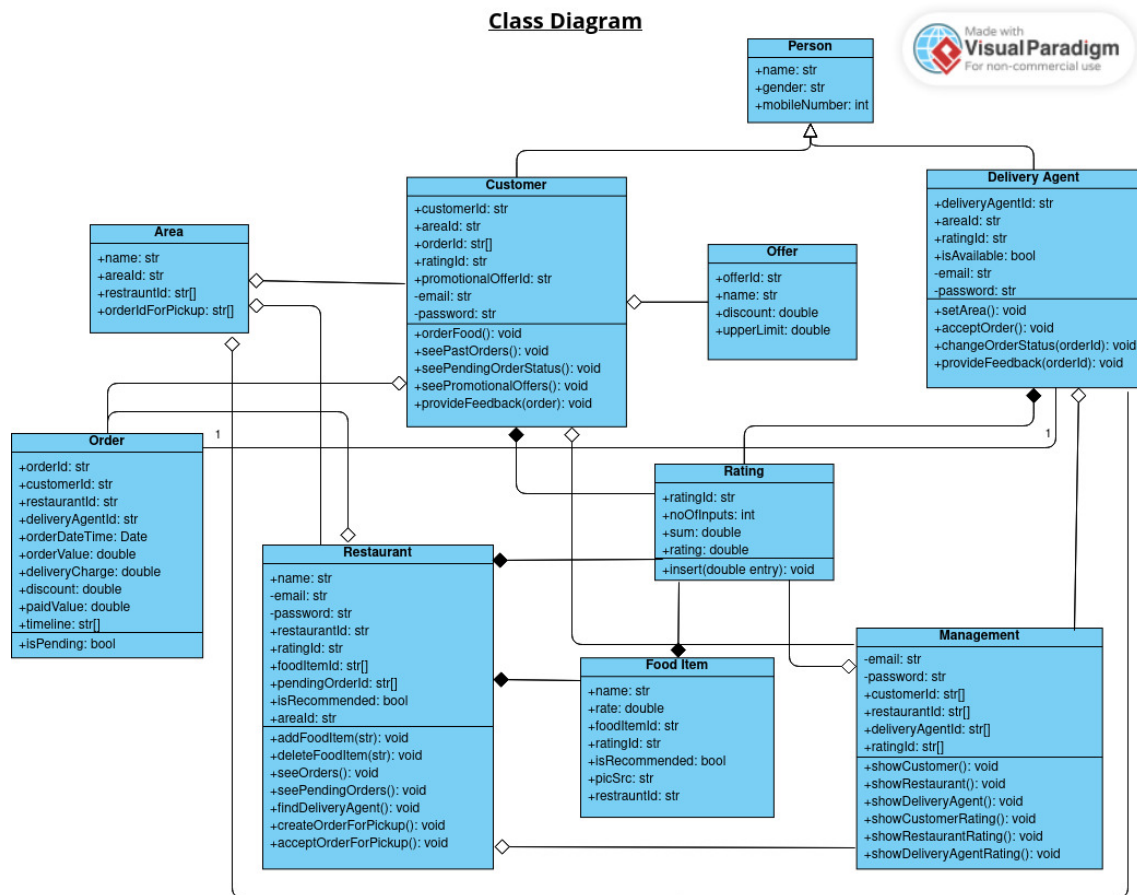 Class Diagram
Made with
Visual Paradigm
For non-commercial use
Person
+name: str
+gender: str
+mobileNumber: int
Customer
+customerId: str
+areaId: str
+orderId: str[]
+ratingId: str
+promotionalOfferId: str
-email: str
-password: str
+orderFood(): void
+seePastOrders(): void
+seePendingOrderStatus(): void
+seePromotionalOffers(): void
+provideFeedback(order): void
Delivery Agent
+deliveryAgentId: str
+areaId: str
+ratingId: str
+isAvailable: bool
-email: str
-password: str
+setArea(): void
+acceptOrder(): void
+changeOrderStatus(orderId): void
+provideFeedback(orderId): void
Area
+name: str
+areaId: str
+restrauntId: str[]
+orderIdForPickup: str[]
Offer
+offerId: str
+name: str
+discount: double
+upperLimit: double
1
1
Order
+orderId: str
+customerId: str
+restaurantId: str
+deliveryAgentId: str
+orderDateTime: Date
+orderValue: double
+deliveryCharge: double
+discount: double
+paidValue: double
+timeline: str[]
+isPending: bool
Rating
+ratingId: str
+noOfInputs: int
+sum: double
+rating: double
+insert(double entry): void
Restaurant
+name: str
-email: str
-password: str
+restaurantId: str
+ratingId: str
+foodItemId: str[]
+pendingOrderId: str[]
+isRecommended: bool
+areaId: str
+addFoodItem(str): void
+deleteFoodItem(str): void
+seeOrders(): void
+seePendingOrders(): void
+findDeliveryAgent(): void
+createOrderForPickup(): void
+acceptOrderForPickup(): void
Food Item
+name: str
+rate: double
+foodItemId: str
+ratingId: str
+isRecommended: bool
+picSrc: str
+restrauntId: str
Management
-email: str
-password: str
+customerId: str[]
+restaurantId: str[]
+deliveryAgentId: str[]
+ratingId: str[]
+showCustomer(): void
+showRestaurant(): void
+showDeliveryAgent(): void
+showCustomerRating(): void
+showRestaurantRating(): void
+showDeliveryAgentRating(): void